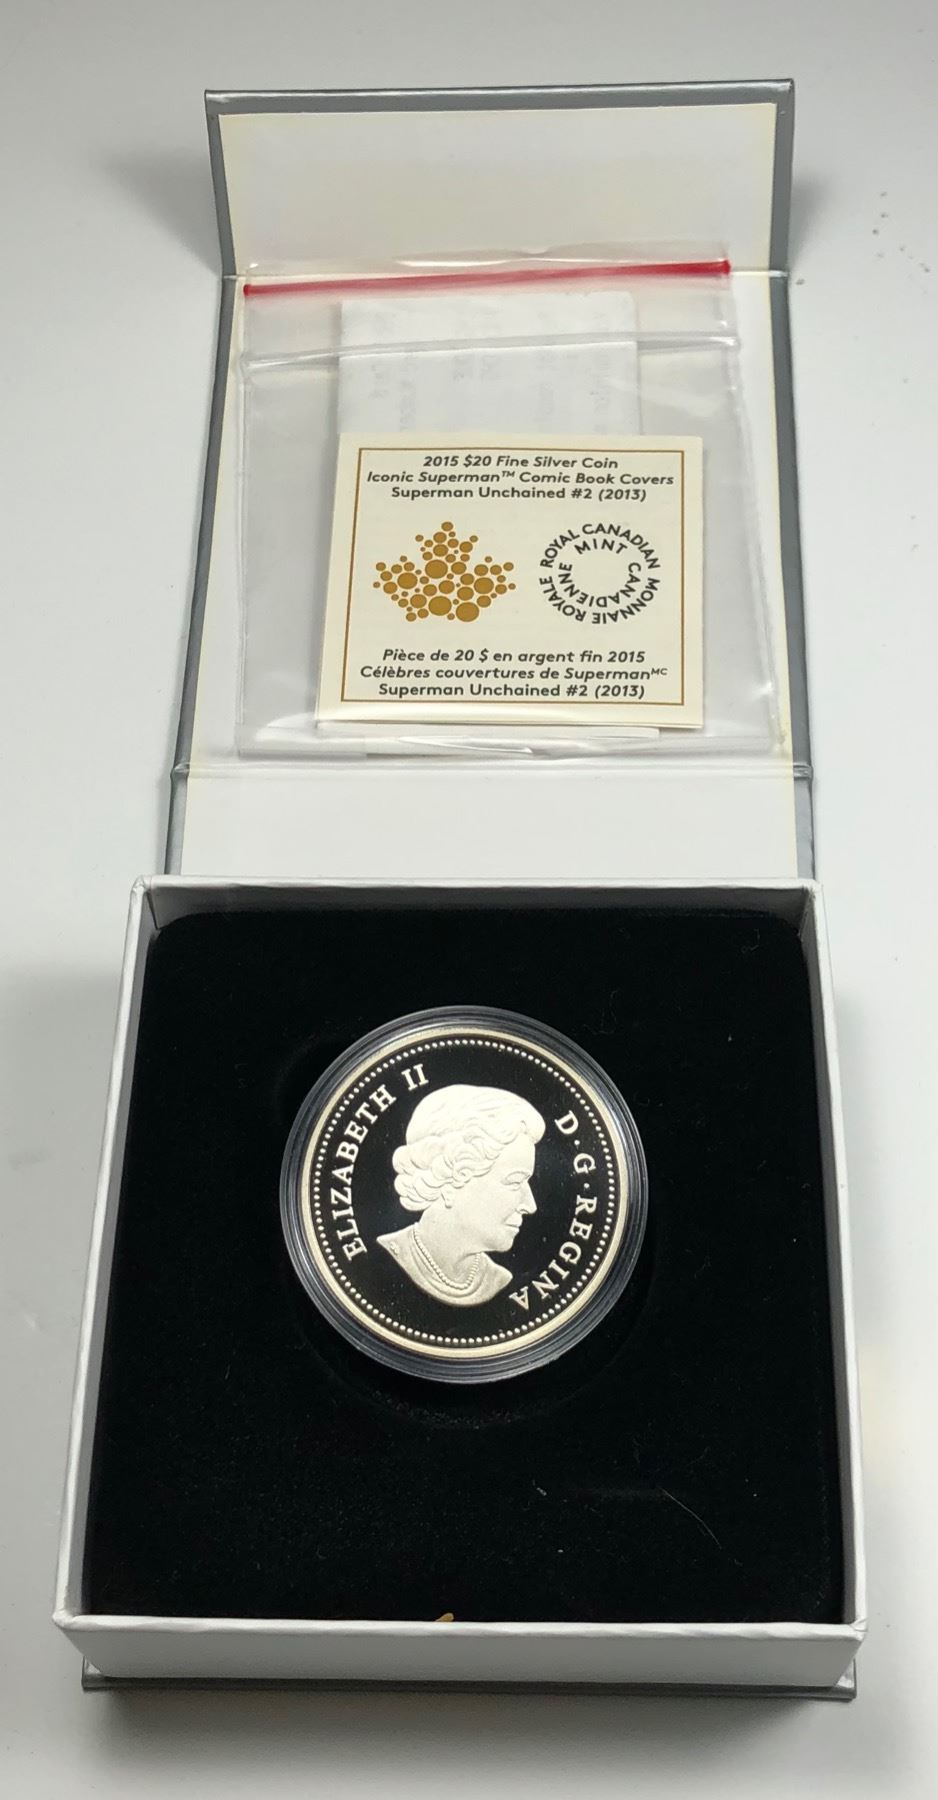 2015 $20 Fine Silver Coin
Iconic Superman™ Comic Book Covers
Superman Unchained #2 (2013)
ROYAL CANADIAN MINT
MONNAIE ROYALE CANADIENNE
Pièce de 20 $ en argent fin 2015
Célèbres couvertures de Superman ᴹᶜ
Superman Unchained #2 (2013)
ELIZABETH II
D·G·REGINA